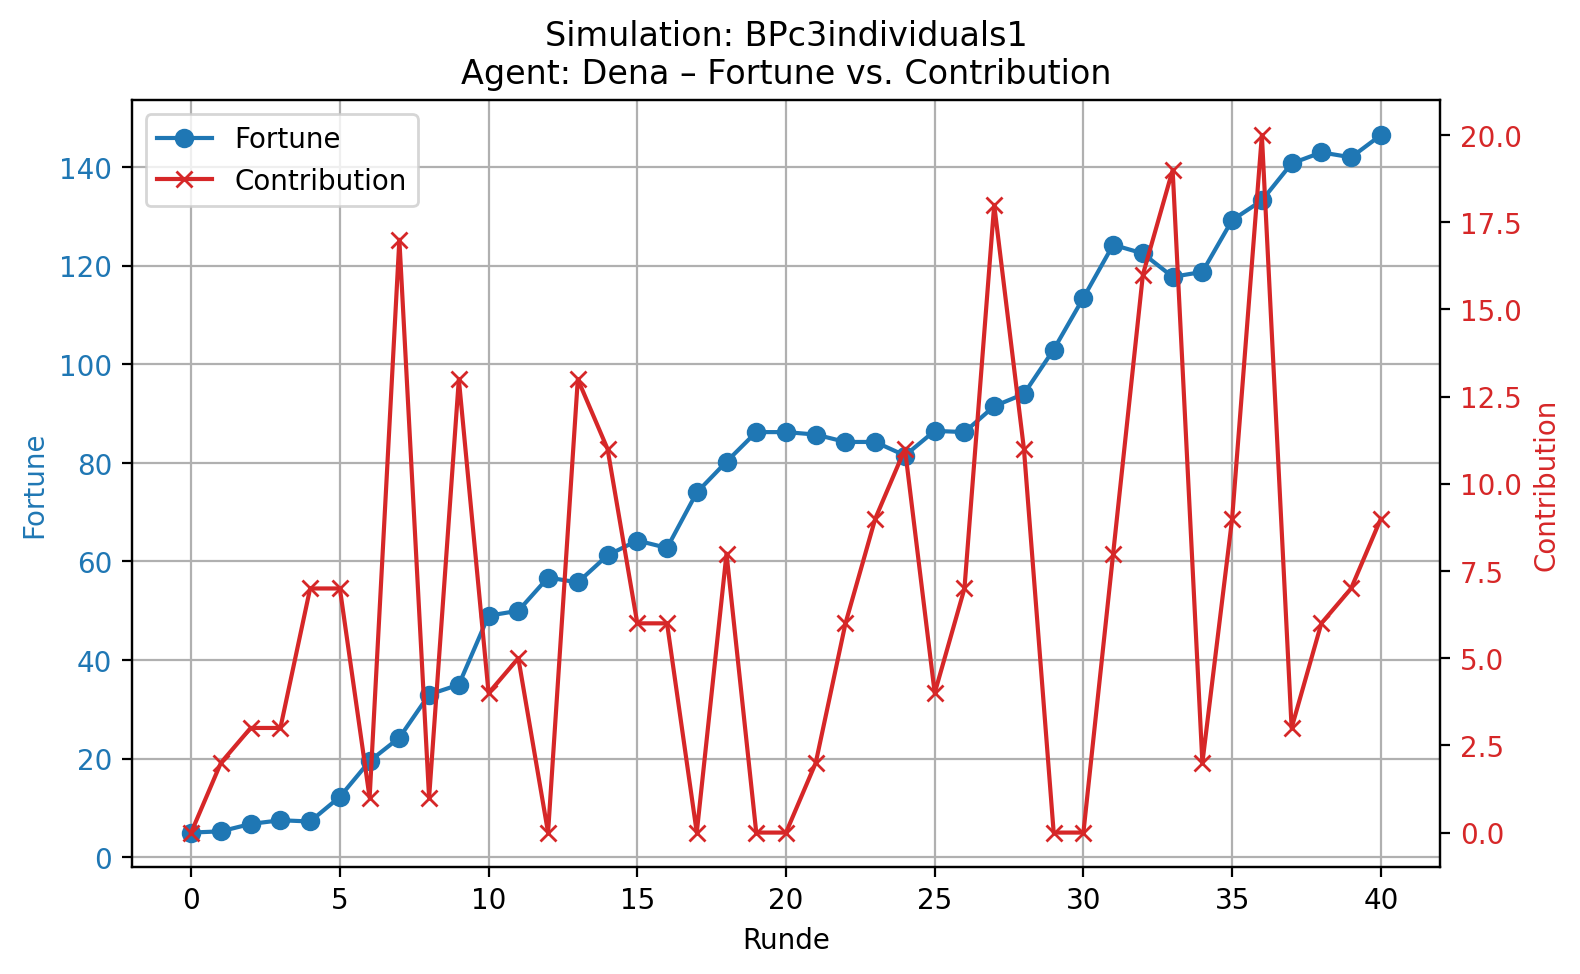 Simulation: BPc3individuals1
Agent: Dena – Fortune vs. Contribution
Fortune
Contribution
140
120
100
80
60
40
20
0
Fortune
20.0
17.5
15.0
12.5
10.0
7.5
5.0
2.5
0.0
Contribution
0 5 10 15 20 25 30 35 40
Runde